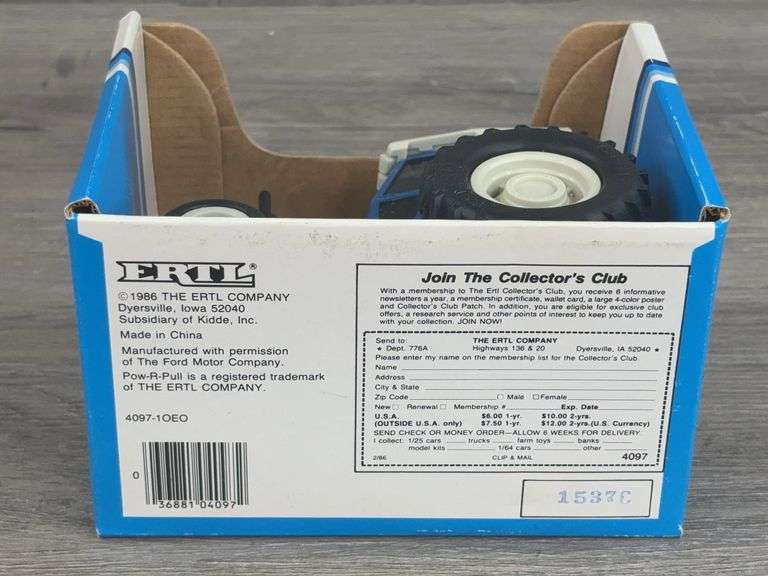 ERTL®
©1986 THE ERTL COMPANY
Dyersville, Iowa 52040
Subsidiary of Kidde, Inc.
Made in China
Manufactured with permission
of The Ford Motor Company.
Pow-R-Pull is a registered trademark
of THE ERTL COMPANY.
4097-1OEO
0
36881 04097
Join The Collector's Club
With a membership to The Ertl Collector's Club, you receive 6 informative
newsletters a year, a membership certificate, wallet card, a large 4-color poster
and Collector's Club Patch. In addition, you are eligible for exclusive club
offers, a research service and other points of interest to keep you up to date
with your collection. JOIN NOW!
Send to: THE ERTL COMPANY
★ Dept. 776A Highways 136 & 20 Dyersville, IA 52040 ★
Please enter my name on the membership list for the Collector's Club.
Name
Address
City & State
Zip Code □ Male □ Female
New □ Renewal □ Membership # Exp. Date
U.S.A. $6.00 1-yr. $10.00 2-yrs.
(OUTSIDE U.S.A. only) $7.50 1-yr. $12.00 2-yrs. (U.S. Currency)
SEND CHECK OR MONEY ORDER—ALLOW 6 WEEKS FOR DELIVERY.
I collect: 1/25 cars trucks farm toys banks
model kits 1/64 cars other
2/86 CLIP & MAIL 4097
1537C